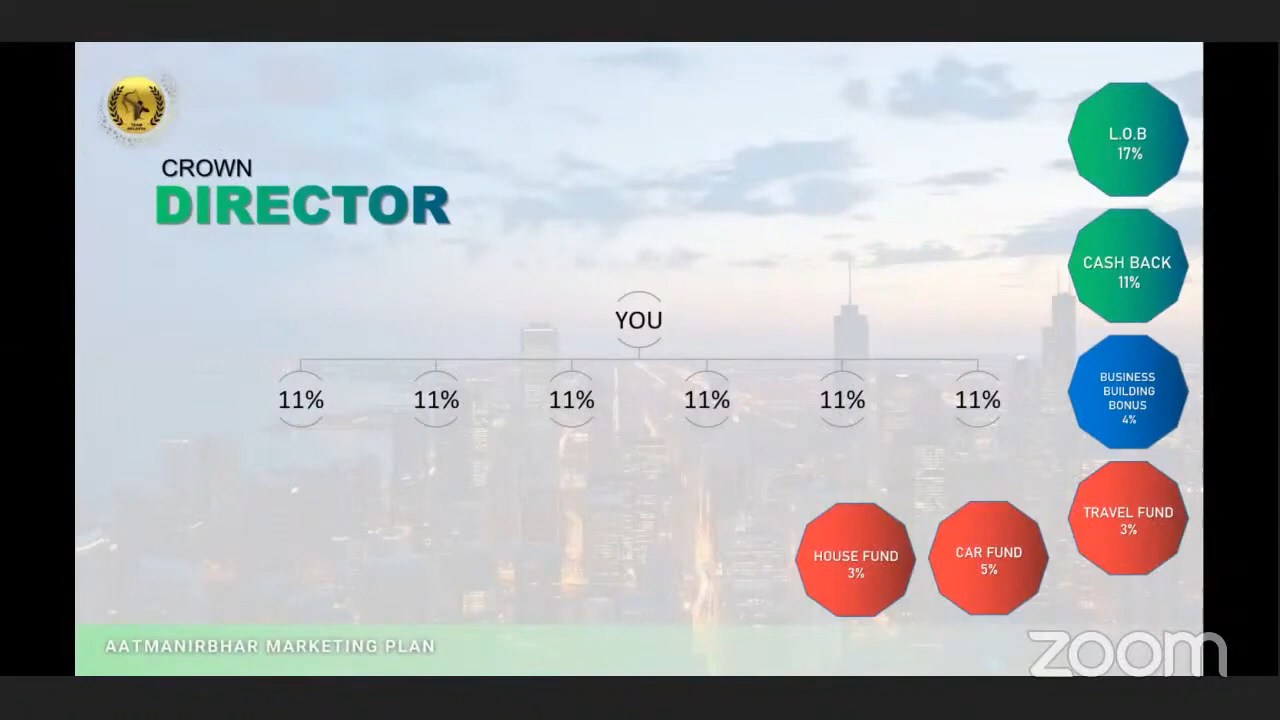 CROWN
DIRECTOR
L.O.B
17%
CASH BACK
11%
YOU
11% 11% 11% 11% 11% 11%
BUSINESS
BUILDING
BONUS
4%
TRAVEL FUND
3%
HOUSE FUND
3%
CAR FUND
5%
AATMANIRBHAR MARKETING PLAN
zoom